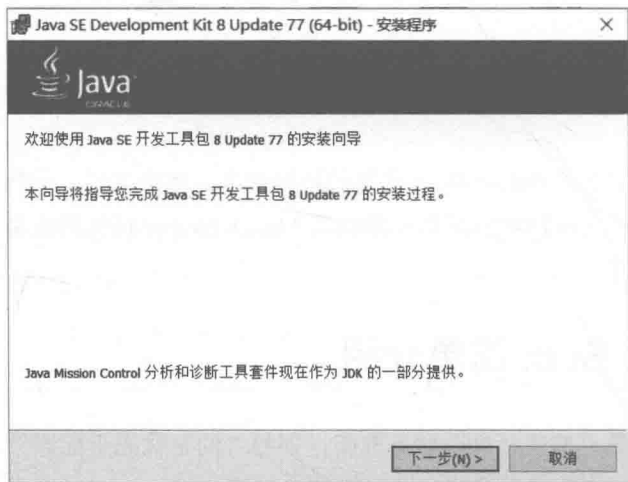 Java SE Development Kit 8 Update 77 (64-bit) - 安装程序
Java
ORACLE
欢迎使用 Java SE 开发工具包 8 Update 77 的安装向导
本向导将指导您完成 Java SE 开发工具包 8 Update 77 的安装过程。
Java Mission Control 分析和诊断工具套件现在作为 JDK 的一部分提供。
下一步(N) >
取消